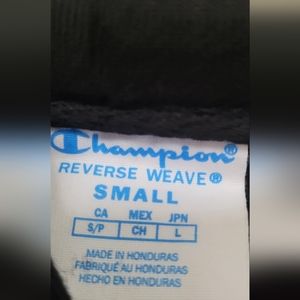 Champion®
REVERSE WEAVE®
SMALL
CA MEX JPN
S/P CH L
MADE IN HONDURAS
FABRIQUÉ AU HONDURAS
HECHO EN HONDURAS